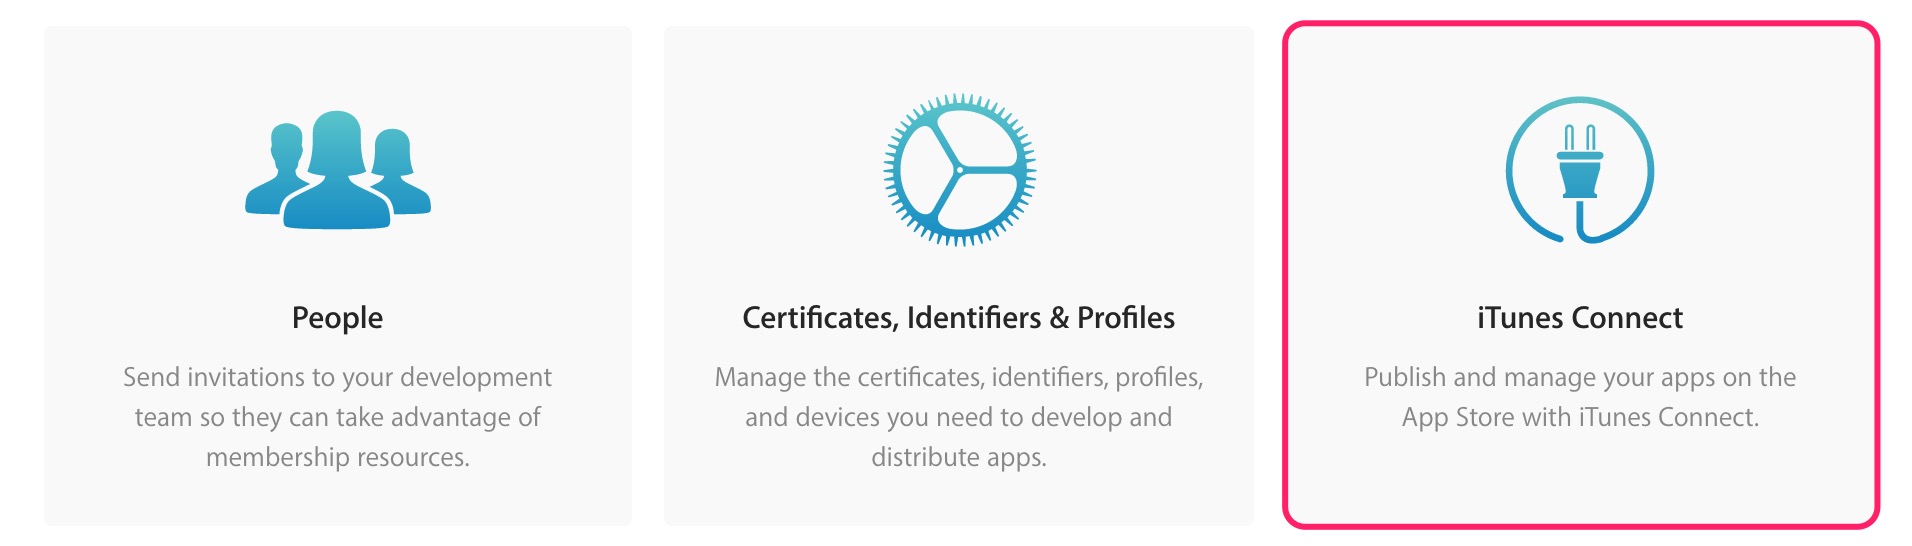 People
Send invitations to your development
team so they can take advantage of
membership resources.
Certificates, Identifiers & Profiles
Manage the certificates, identifiers, profiles,
and devices you need to develop and
distribute apps.
iTunes Connect
Publish and manage your apps on the
App Store with iTunes Connect.